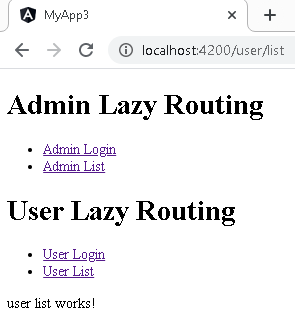 MyApp3
localhost:4200/user/list
Admin Lazy Routing
Admin Login
Admin List
User Lazy Routing
User Login
User List
user list works!